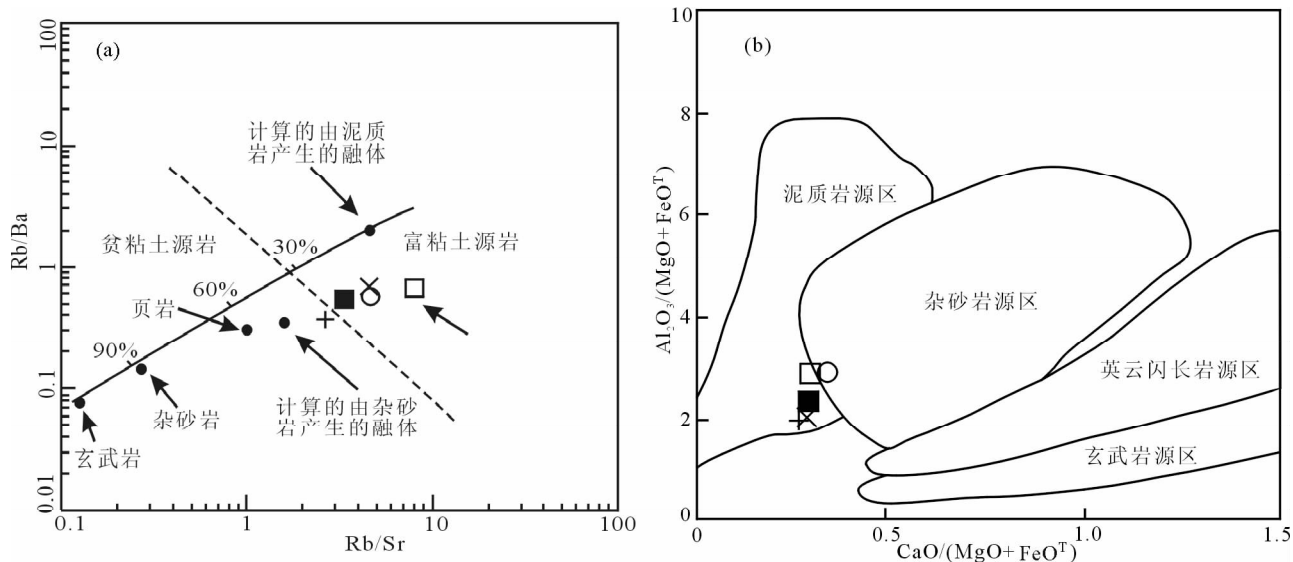 (a)
100
10
1
0.1
0.01
Rb/Ba
0.1
1
10
100
Rb/Sr
计算的由泥质
岩产生的融体
贫粘土源岩
富粘土源岩
30%
60%
90%
页岩
杂砂岩
玄武岩
计算的由杂砂
岩产生的融体
(b)
10
8
6
4
2
0
Al₂O₃/(MgO+FeOᵀ)
0
0.5
1.0
1.5
CaO/(MgO+FeOᵀ)
泥质岩源区
杂砂岩源区
英云闪长岩源区
玄武岩源区